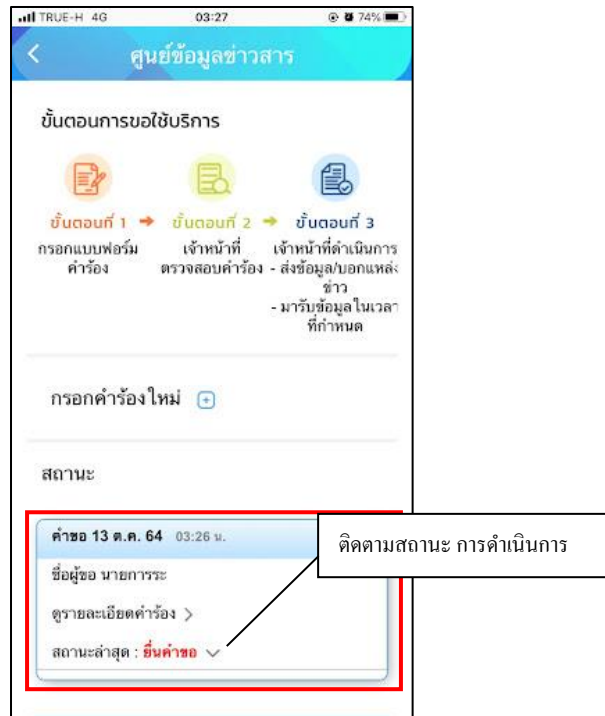 TRUE-H 4G 03:27 74%
ศูนย์ข้อมูลข่าวสาร
ขั้นตอนการขอใช้บริการ
ขั้นตอนที่ 1 ขั้นตอนที่ 2 ขั้นตอนที่ 3
กรอกแบบฟอร์ม
คำร้อง
เจ้าหน้าที่
ตรวจสอบคำร้อง
เจ้าหน้าที่ดำเนินการ
- ส่งข้อมูล/บอกแหล่ง
ข่าว
- มารับข้อมูลในเวลา
ที่กำหนด
กรอกคำร้องใหม่
สถานะ
คำขอ 13 ต.ค. 64 03:26 น.
ติดตามสถานะ การดำเนินการ
ชื่อผู้ขอ นายการระ
ดูรายละเอียดคำร้อง >
สถานะล่าสุด : ยื่นคำขอ